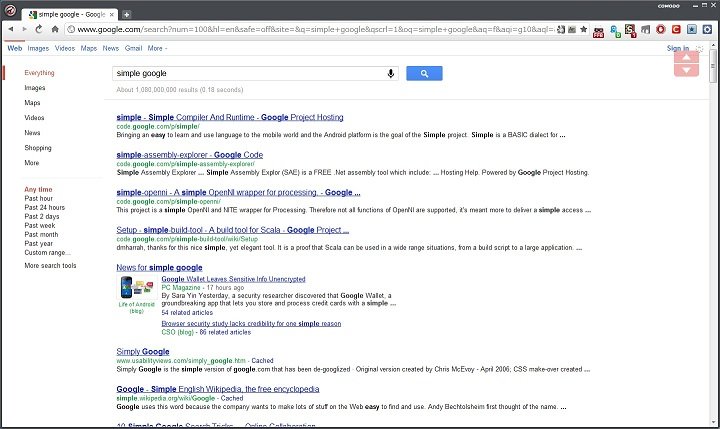 simple google - Google
COMODO
www.google.com/search?num=100&hl=en&safe=off&site=&q=simple+google&qscrl=1&oq=simple+google&aq=f&aqi=g10&aql=
Web Images Videos Maps News Gmail More
Sign in
simple google
Everything
About 1,080,000,000 results (0.18 seconds)
Images
Maps
Videos
News
Shopping
More
Any time
Past hour
Past 24 hours
Past 2 days
Past week
Past month
Past year
Custom range...
More search tools
simple - Simple Compiler And Runtime - Google Project Hosting
code.google.com/p/simple/
Bringing an easy to learn and use language to the mobile world and the Android platform is the goal of the Simple project. Simple is a BASIC dialect for ...
simple-assembly-explorer - Google Code
code.google.com/p/simple-assembly-explorer/
Simple Assembly Explorer ... Simple Assembly Explor (SAE) is a FREE .Net assembly tool which include: ... Hosting Help. Powered by Google Project Hosting.
simple-openni - A simple OpenNI wrapper for processing. - Google ...
code.google.com/p/simple-openni/
This project is a simple OpenNI and NITE wrapper for Processing. Therefore not all functions of OpenNI are supported, it's meant more to deliver a simple access ...
Setup - simple-build-tool - A build tool for Scala - Google Project ...
code.google.com/p/simple-build-tool/wiki/Setup
dmharrah, thanks for this nice simple, yet elegant tool. It is a proof that Scala can be used in a wide range situations, from a build script to a large application. ...
News for simple google
Google Wallet Leaves Sensitive Info Unencrypted
PC Magazine - 17 hours ago
By Sara Yin Yesterday, a security researcher discovered that Google Wallet, a
groundbreaking app that lets you store and process credit cards with a simple ...
54 related articles
Life of Android
(blog)
Browser security study lacks credibility for one simple reason
CSO (blog) - 86 related articles
Simply Google
www.usabilityviews.com/simply_google.htm - Cached
Simply Google is the simple version of google.com that has been de-googlized · Original version created by Chris McEvoy - April 2006; CSS make-over created ...
Google - Simple English Wikipedia, the free encyclopedia
simple.wikipedia.org/wiki/Google - Cached
Google uses this word because the company wants to make lots of stuff on the Web easy to find and use. Andy Bechtolsheim first thought of the name. ...
10 Simple Google Search Tricks
Online Collaboration